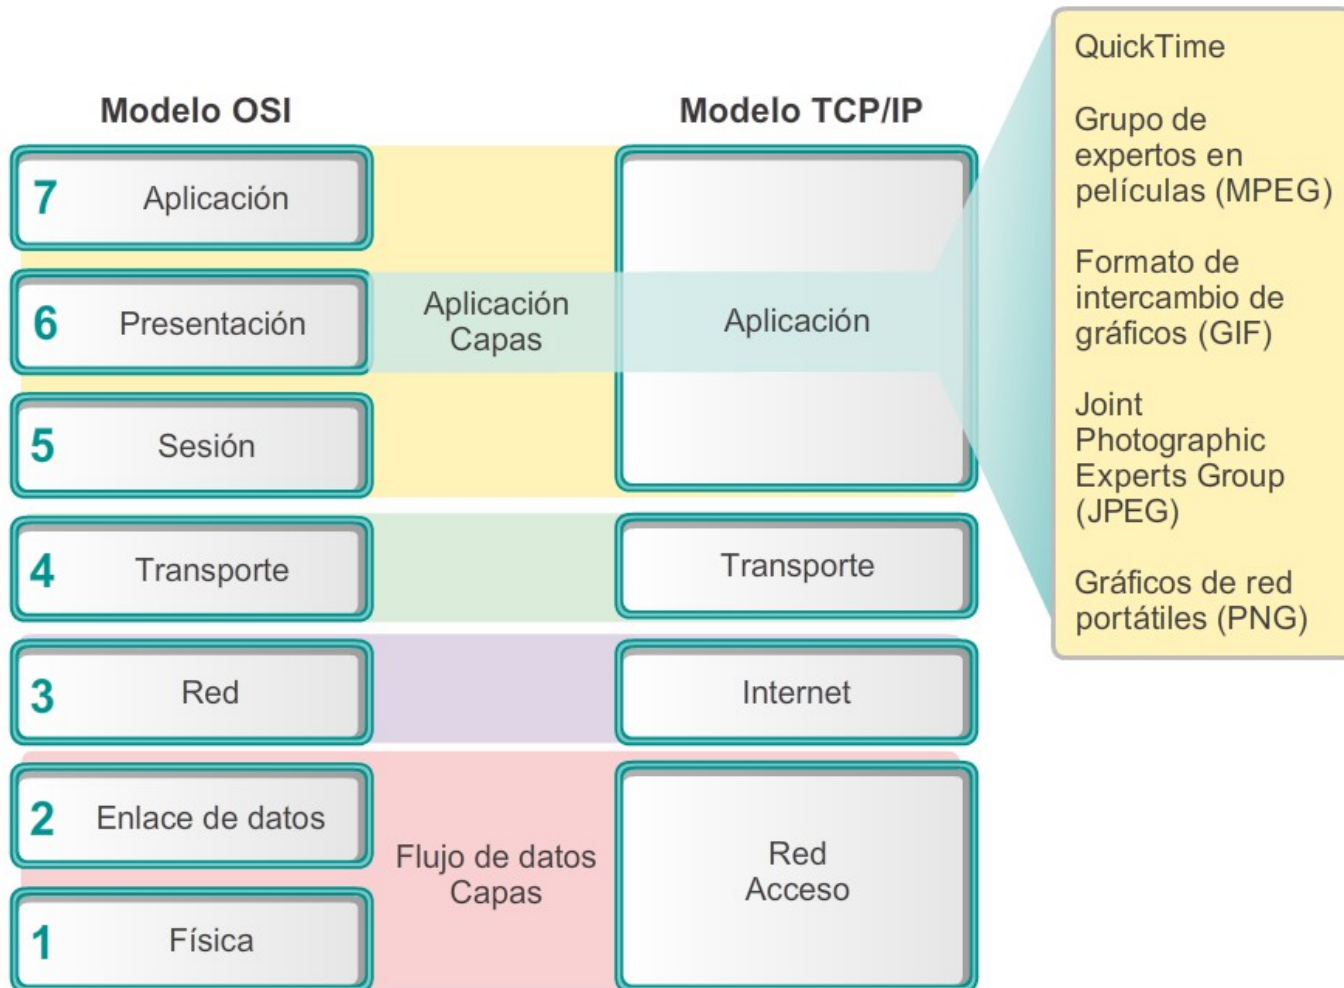 Modelo OSI
Modelo TCP/IP
7
Aplicación
6
Presentación
5
Sesión
4
Transporte
3
Red
2
Enlace de datos
1
Física
Aplicación
Capas
Flujo de datos
Capas
Aplicación
Transporte
Internet
Red
Acceso
QuickTime
Grupo de
expertos en
películas (MPEG)
Formato de
intercambio de
gráficos (GIF)
Joint
Photographic
Experts Group
(JPEG)
Gráficos de red
portátiles (PNG)